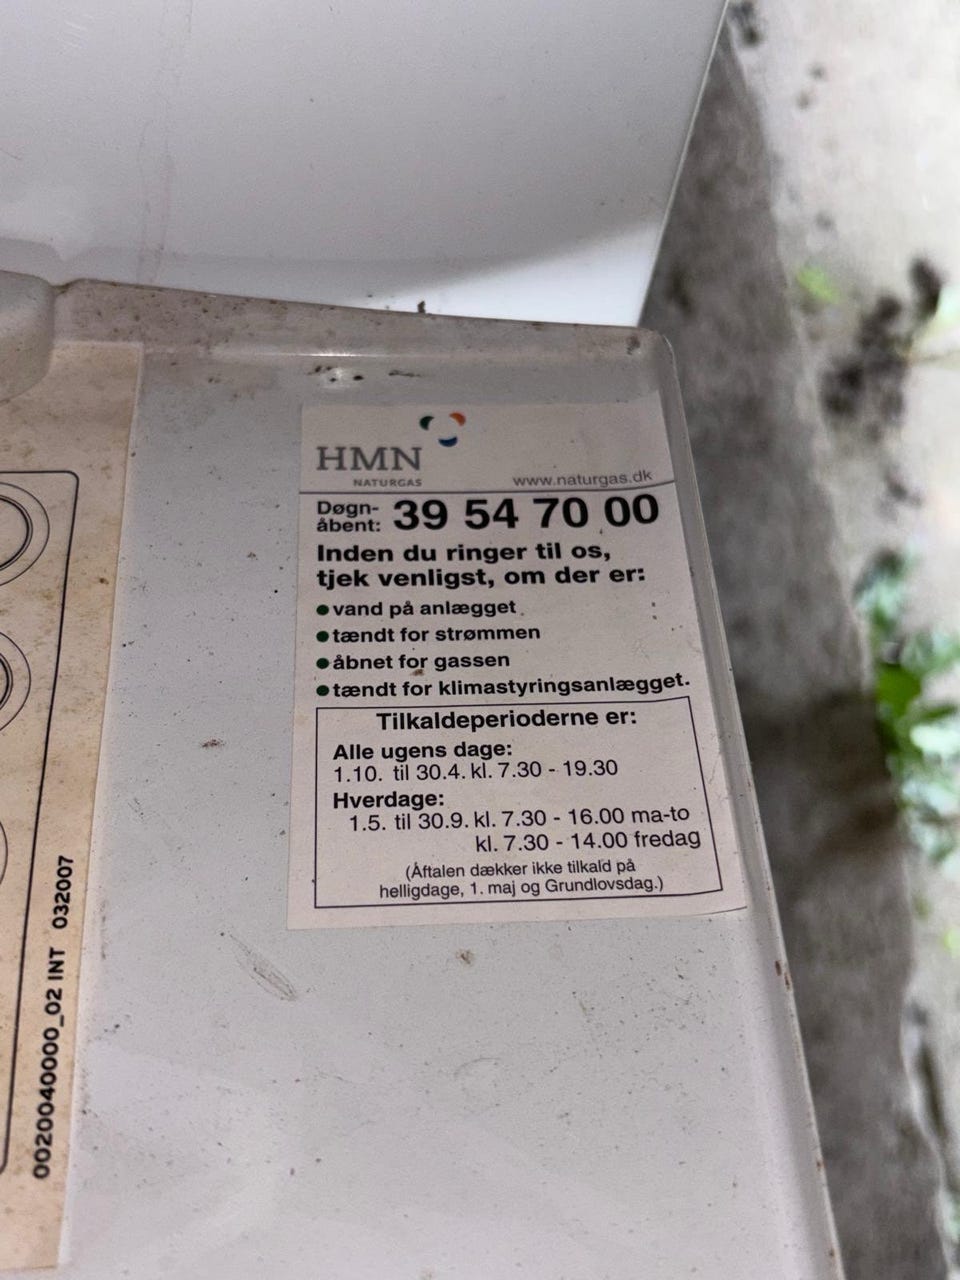 HMN
NATURGAS
www.naturgas.dk
Døgn-
åbent: 39 54 70 00
Inden du ringer til os,
tjek venligst, om der er:
● vand på anlægget
● tændt for strømmen
● åbnet for gassen
● tændt for klimastyringsanlægget.
Tilkaldeperioderne er:
Alle ugens dage:
1.10. til 30.4. kl. 7.30 - 19.30
Hverdage:
1.5. til 30.9. kl. 7.30 - 16.00 ma-to
kl. 7.30 - 14.00 fredag
(Aftalen dækker ikke tilkald på
helligdage, 1. maj og Grundlovsdag.)
0020040000_02 INT 032007